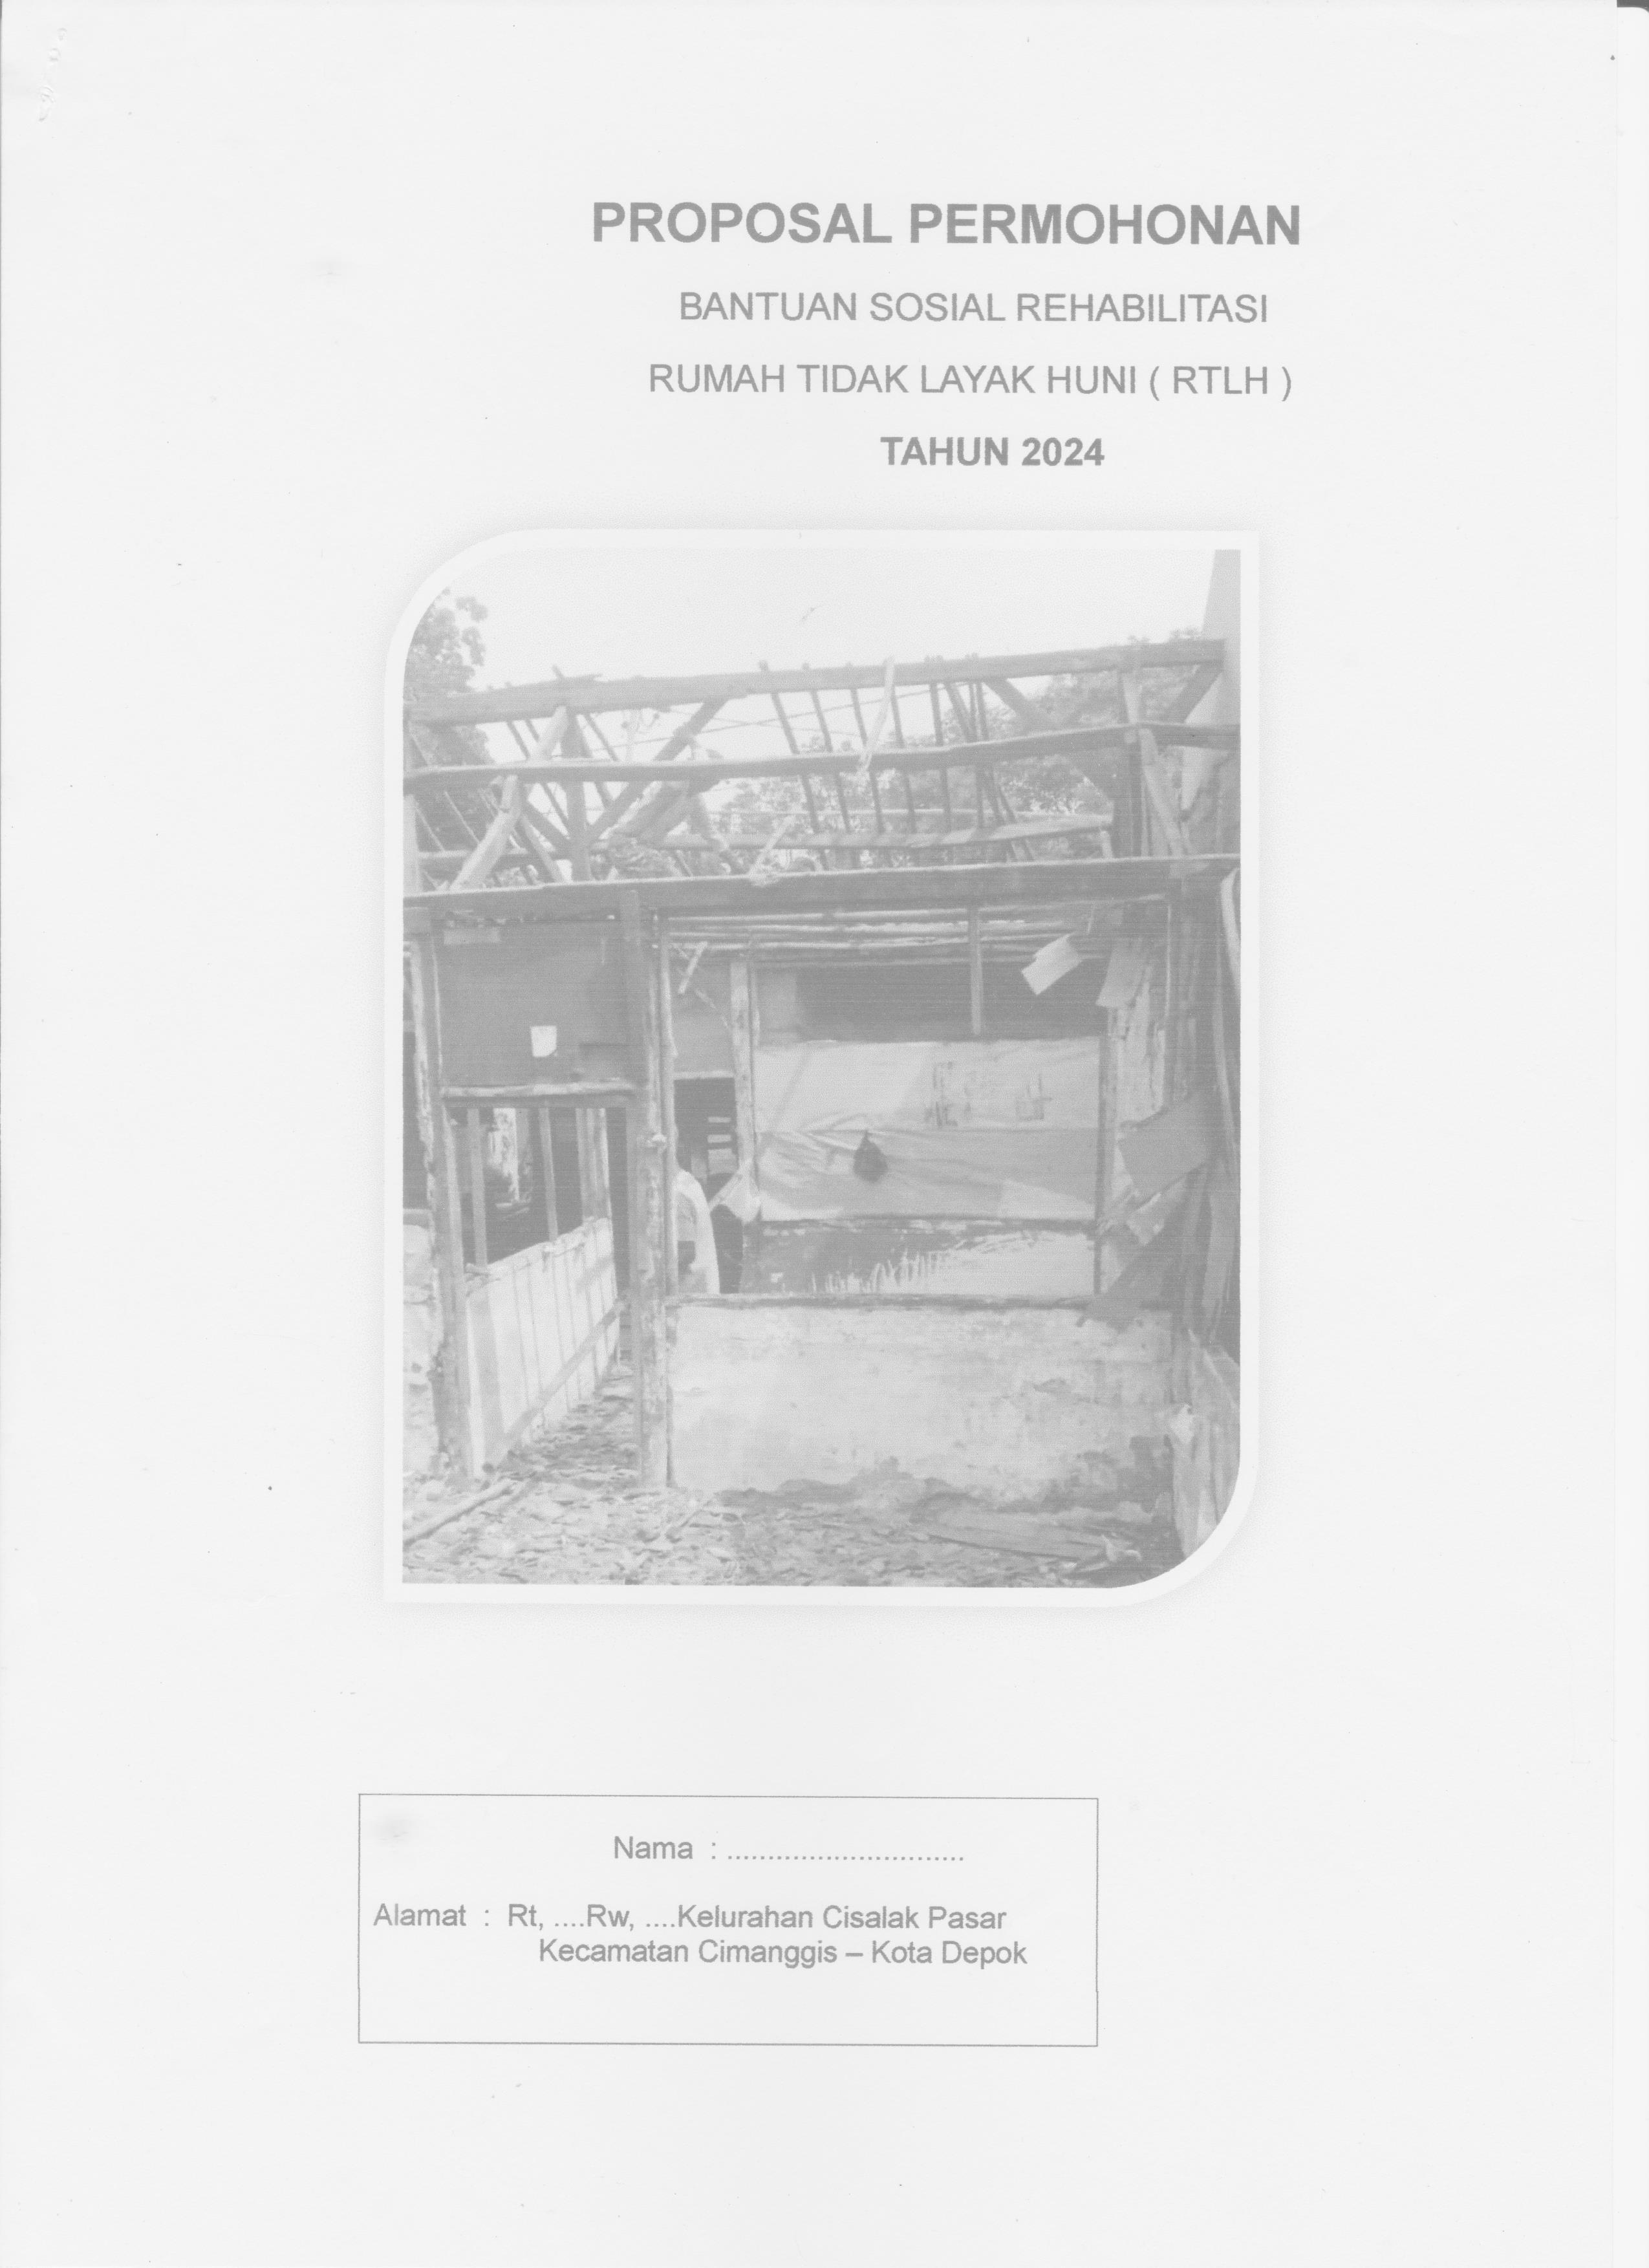 PROPOSAL PERMOHONAN
BANTUAN SOSIAL REHABILITASI
RUMAH TIDAK LAYAK HUNI ( RTLH )
TAHUN 2024
Nama : .............................
Alamat : Rt, ....Rw, ....Kelurahan Cisalak Pasar
Kecamatan Cimanggis – Kota Depok